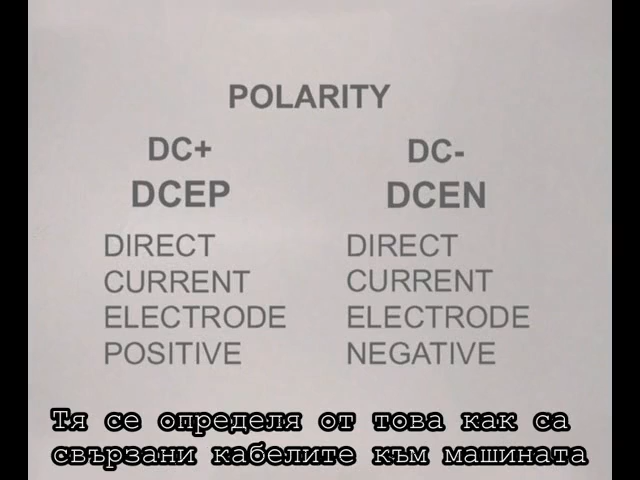 POLARITY
DC+
DCEP
DIRECT
CURRENT
ELECTRODE
POSITIVE
DC-
DCEN
DIRECT
CURRENT
ELECTRODE
NEGATIVE
Тя се определя от това как са
свързани кабелите към машината